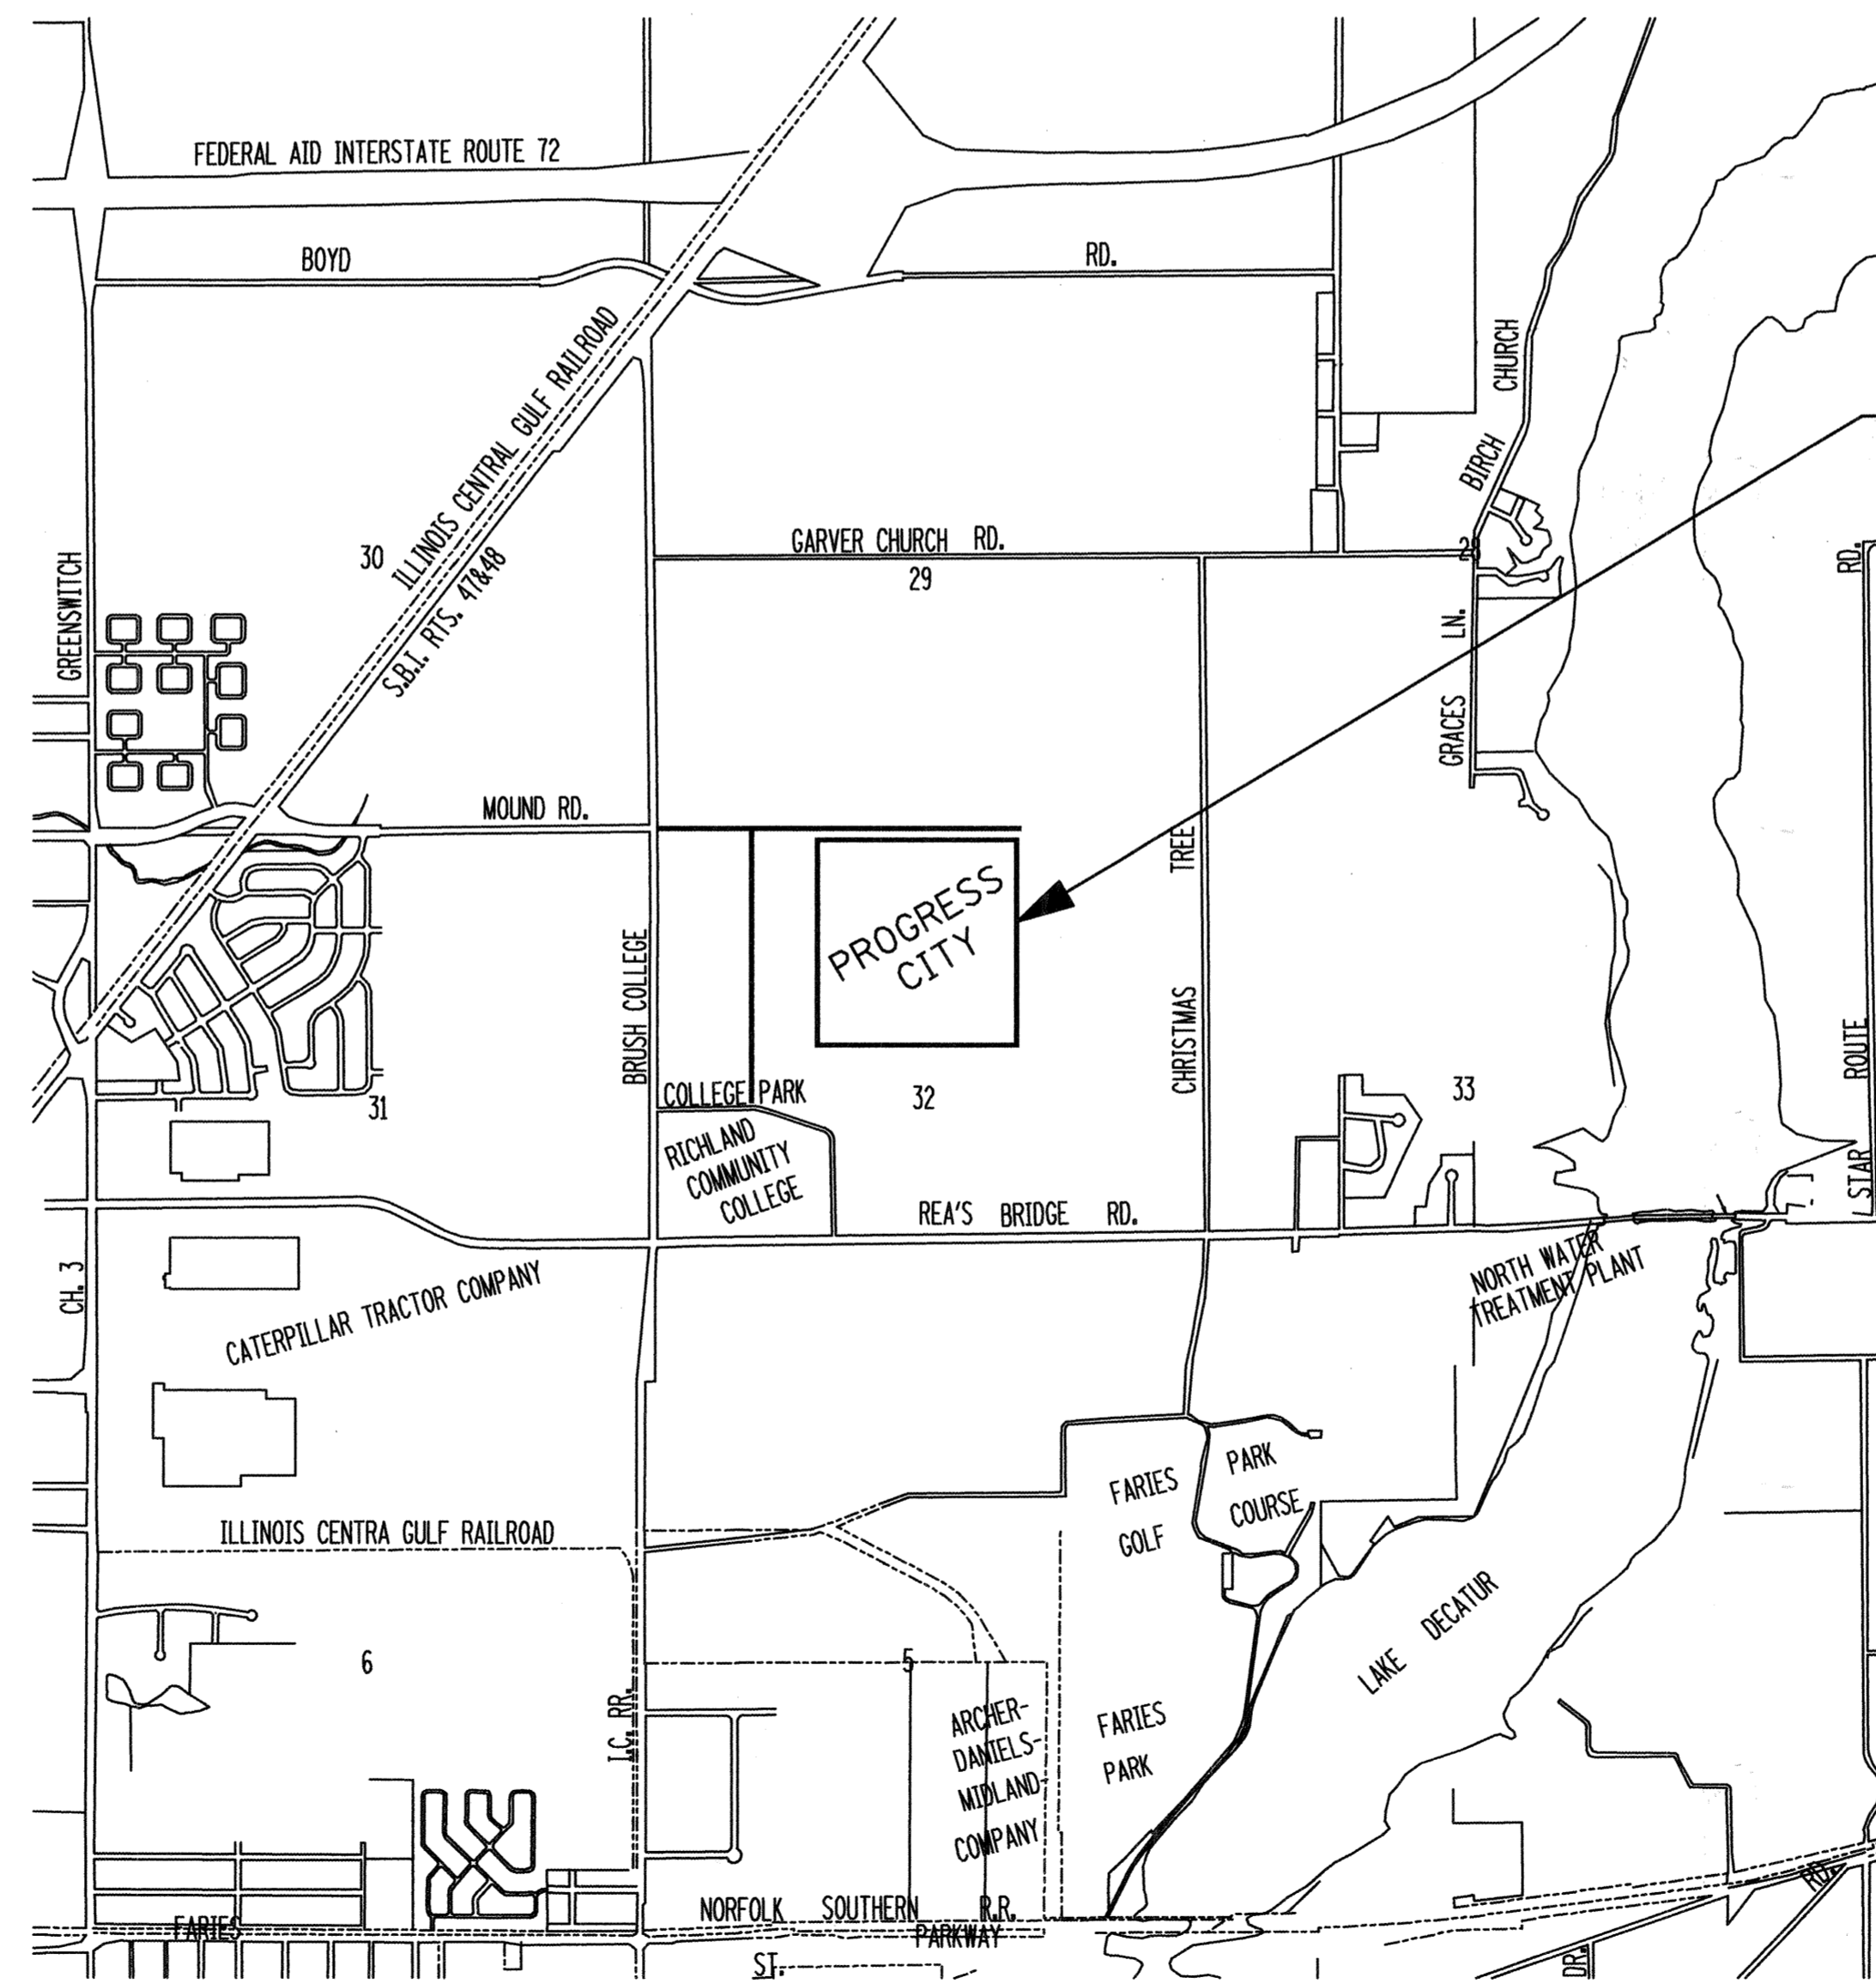 FEDERAL AID INTERSTATE ROUTE 72
BOYD RD.
ILLINOIS CENTRAL GULF RAILROAD
S.B.I. RTS. 47&48
BIRCH CHURCH
GREENSWITCH
30
GARVER CHURCH RD.
29
28
RD.
GRACES LN.
MOUND RD.
CHRISTMAS TREE
PROGRESS
CITY
BRUSH COLLEGE
COLLEGE PARK
31
32
33
STAR ROUTE
RICHLAND
COMMUNITY
COLLEGE
REA'S BRIDGE RD.
NORTH WATER
TREATMENT PLANT
CH. 3
CATERPILLAR TRACTOR COMPANY
FARIES PARK
GOLF COURSE
ILLINOIS CENTRA GULF RAILROAD
LAKE DECATUR
6
5
I.C. RR.
ARCHER-
DANIELS-
MIDLAND-
COMPANY
FARIES
PARK
NORFOLK SOUTHERN R.R.
FARIES PARKWAY
RD.
ST.
DR.